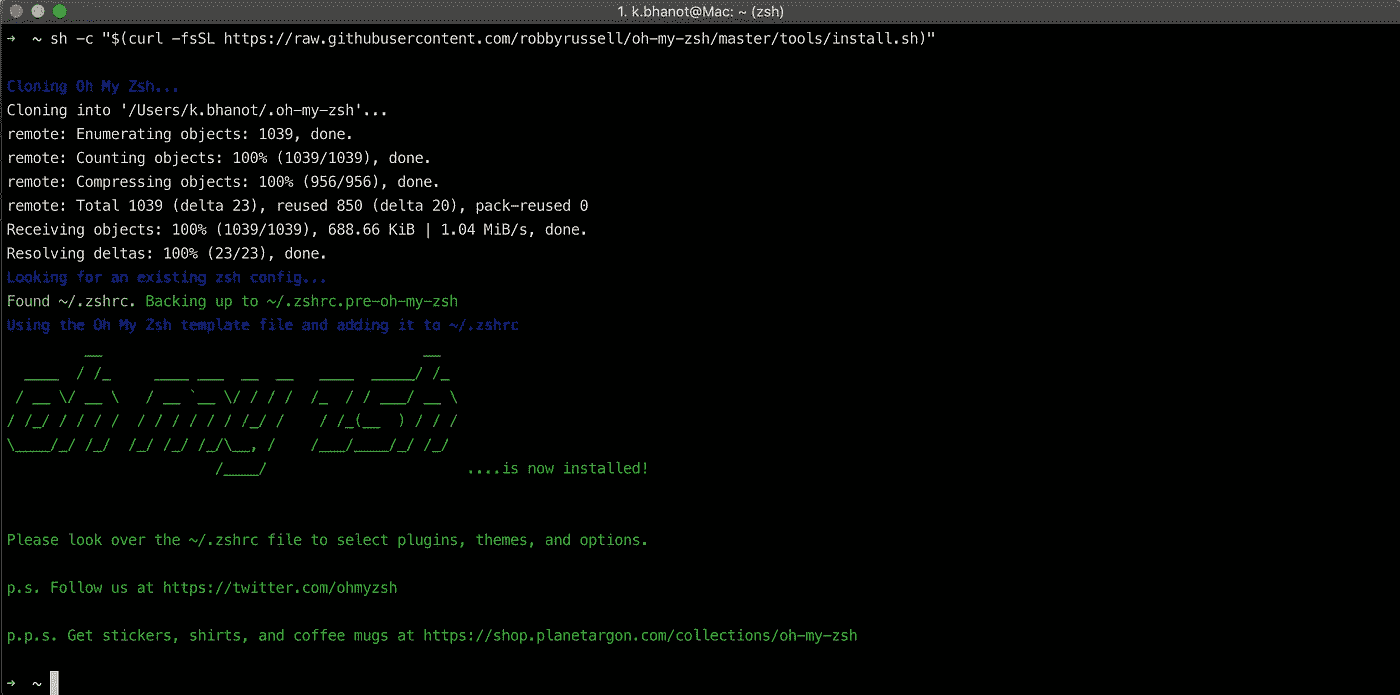 1. k.bhanot@Mac: ~ (zsh)
→ ~ sh -c "$(curl -fsSL https://raw.githubusercontent.com/robbyrussell/oh-my-zsh/master/tools/install.sh)"
Cloning Oh My Zsh...
Cloning into '/Users/k.bhanot/.oh-my-zsh'...
remote: Enumerating objects: 1039, done.
remote: Counting objects: 100% (1039/1039), done.
remote: Compressing objects: 100% (956/956), done.
remote: Total 1039 (delta 23), reused 850 (delta 20), pack-reused 0
Receiving objects: 100% (1039/1039), 688.66 KiB | 1.04 MiB/s, done.
Resolving deltas: 100% (23/23), done.
Looking for an existing zsh config...
Found ~/.zshrc. Backing up to ~/.zshrc.pre-oh-my-zsh
Using the Oh My Zsh template file and adding it to ~/.zshrc
oh my zsh
....is now installed!
Please look over the ~/.zshrc file to select plugins, themes, and options.
p.s. Follow us at https://twitter.com/ohmyzsh
p.p.s. Get stickers, shirts, and coffee mugs at https://shop.planetargon.com/collections/oh-my-zsh
→ ~